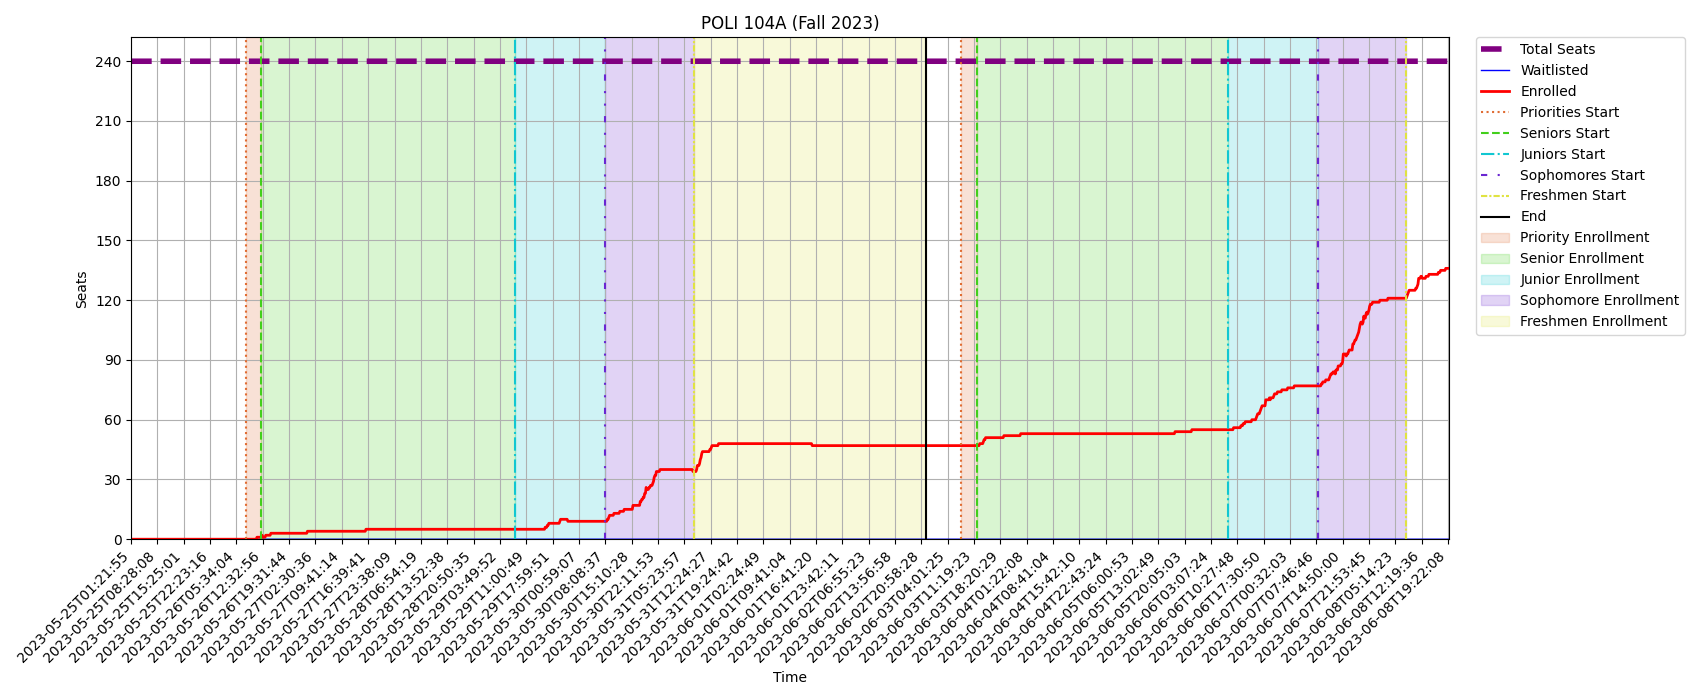 POLI 104A (Fall 2023)
Seats
240
210
180
150
120
90
60
30
0
2023-05-25T01:21:55
2023-05-25T08:28:08
2023-05-25T15:25:01
2023-05-25T22:23:16
2023-05-26T05:34:04
2023-05-26T12:32:56
2023-05-26T19:31:44
2023-05-27T02:30:36
2023-05-27T09:41:14
2023-05-27T16:39:41
2023-05-27T23:38:09
2023-05-28T06:54:19
2023-05-28T13:52:38
2023-05-28T20:50:35
2023-05-29T03:49:52
2023-05-29T11:00:49
2023-05-29T17:59:51
2023-05-30T00:59:07
2023-05-30T08:08:37
2023-05-30T15:10:28
2023-05-30T22:11:53
2023-05-31T05:23:57
2023-05-31T12:24:27
2023-05-31T19:24:42
2023-06-01T02:24:49
2023-06-01T09:41:04
2023-06-01T16:41:20
2023-06-01T23:42:11
2023-06-02T06:55:23
2023-06-02T13:56:58
2023-06-02T20:58:28
2023-06-03T04:01:25
2023-06-03T11:19:23
2023-06-03T18:20:29
2023-06-04T01:22:08
2023-06-04T08:41:04
2023-06-04T15:42:10
2023-06-04T22:43:24
2023-06-05T06:00:53
2023-06-05T13:02:49
2023-06-05T20:05:03
2023-06-06T03:07:24
2023-06-06T10:27:48
2023-06-06T17:30:50
2023-06-07T00:32:03
2023-06-07T07:46:46
2023-06-07T14:50:00
2023-06-07T21:53:45
2023-06-08T05:14:23
2023-06-08T12:19:36
2023-06-08T19:22:08
Time
Total Seats
Waitlisted
Enrolled
Priorities Start
Seniors Start
Juniors Start
Sophomores Start
Freshmen Start
End
Priority Enrollment
Senior Enrollment
Junior Enrollment
Sophomore Enrollment
Freshmen Enrollment